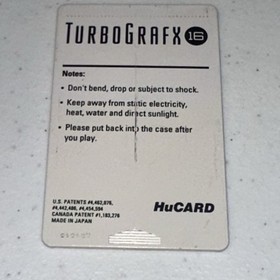 TURBOGRAFX 16
Notes:
• Don't bend, drop or subject to shock.
• Keep away from static electricity,
heat, water and direct sunlight.
• Please put back into the case after
you play.
U.S. PATENTS #4,463,876,
#4,442,486, #4,454,594
CANADA PATENT #1,183,276
MADE IN JAPAN
HuCARD